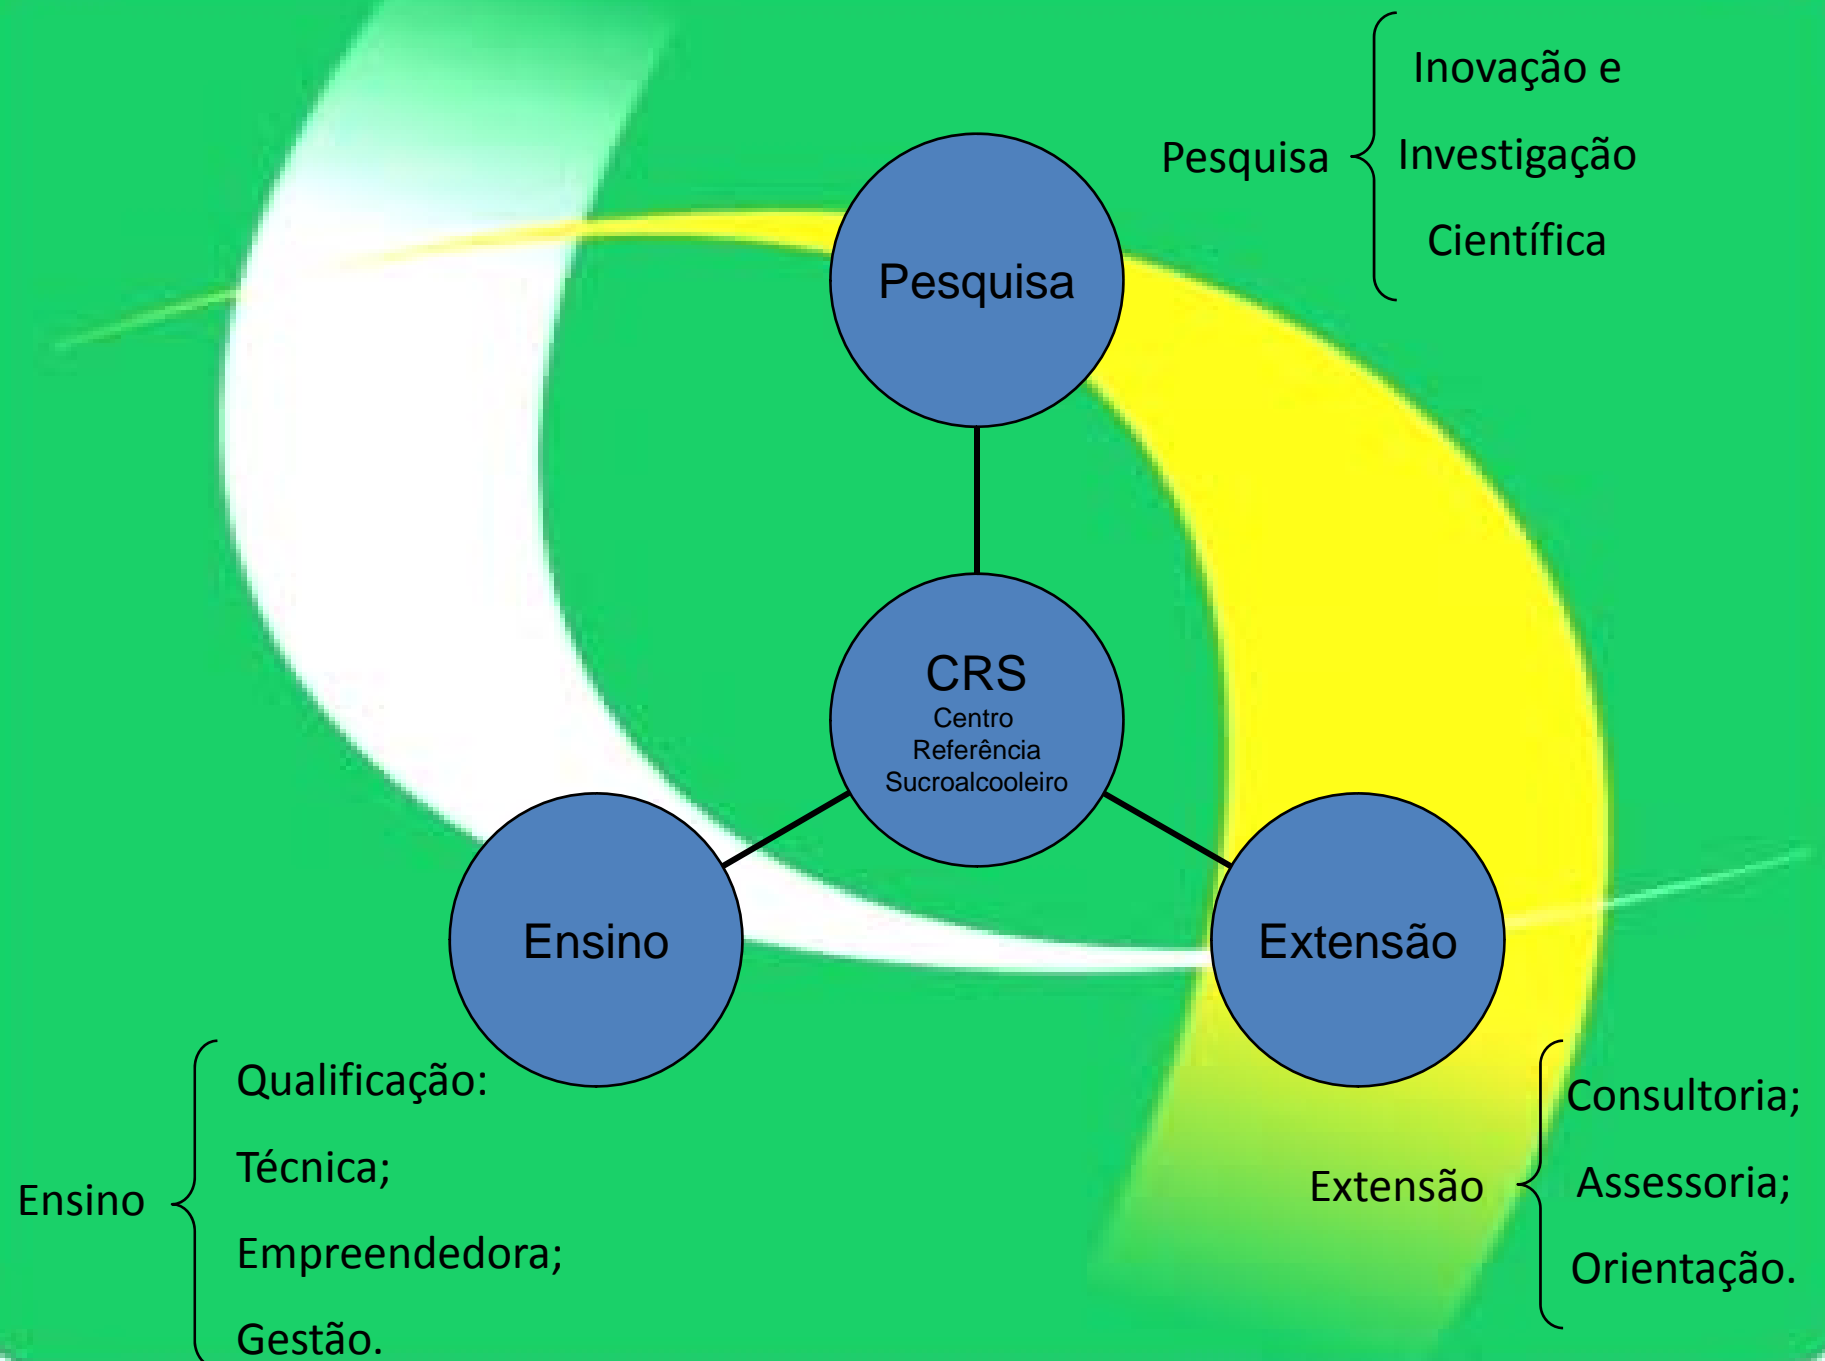 Inovação e
Pesquisa
Investigação
Científica
Pesquisa
CRS
Centro
Referência
Sucroalcooleiro
Ensino
Extensão
Ensino
Qualificação:
Técnica;
Empreendedora;
Gestão.
Extensão
Consultoria;
Assessoria;
Orientação.